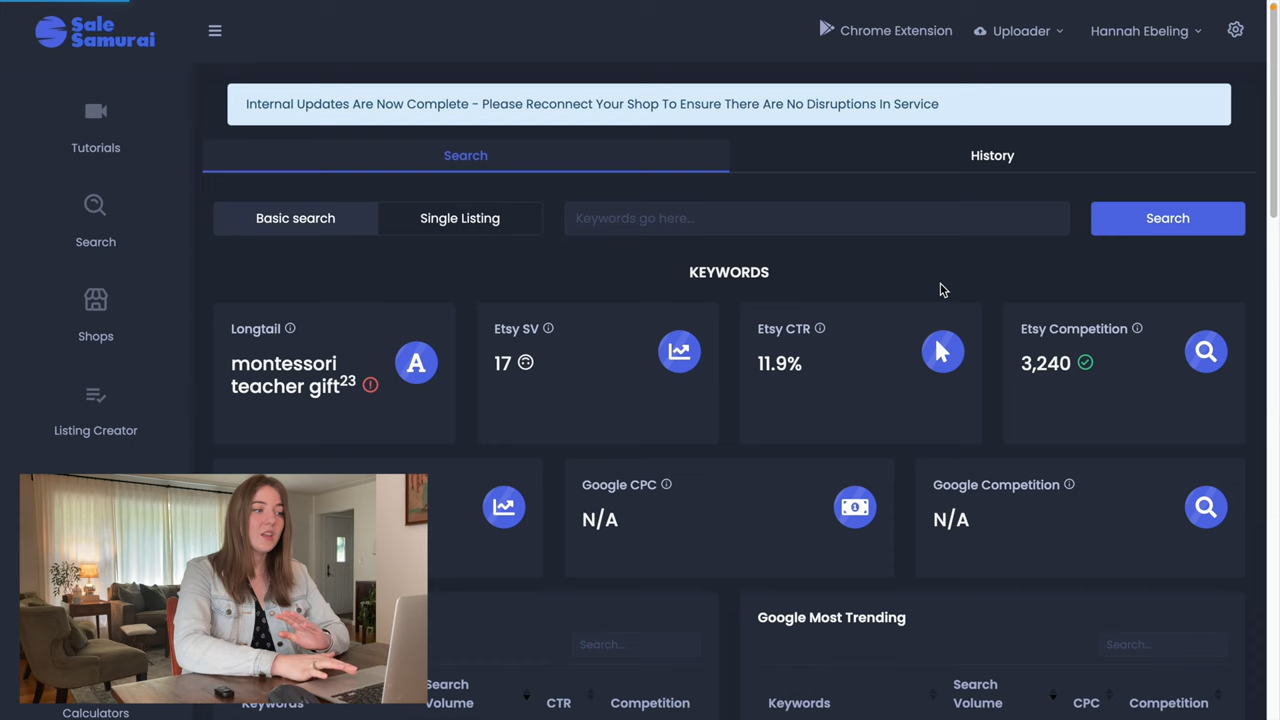 Sale Samurai
Chrome Extension
Uploader
Hannah Ebeling
Tutorials
Search
Shops
Listing Creator
Calculators
Internal Updates Are Now Complete - Please Reconnect Your Shop To Ensure There Are No Disruptions In Service
Search
History
Basic search
Single Listing
Keywords go here...
Search
KEYWORDS
Longtail
montessori
teacher gift23
Etsy SV
17
Etsy CTR
11.9%
Etsy Competition
3,240
Google CPC
N/A
Google Competition
N/A
Search...
Keywords
Search
Volume
CTR
Competition
Google Most Trending
Search...
Keywords
Search
Volume
CPC
Competition